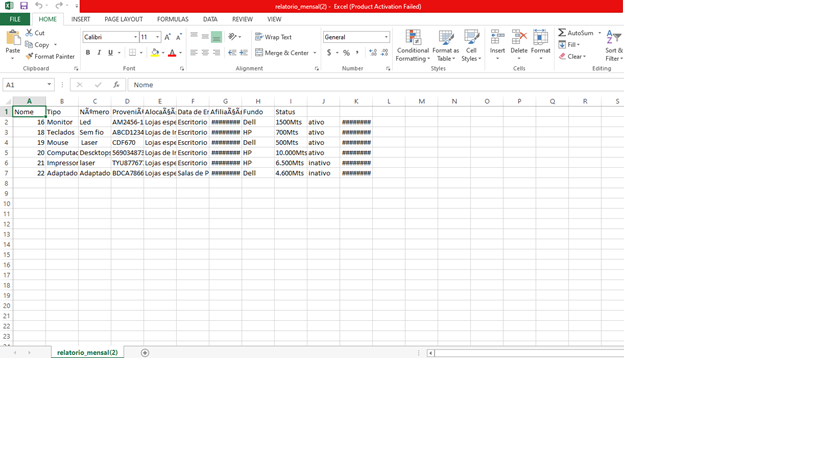 relatorio_mensal(2) - Excel (Product Activation Failed)
FILE HOME INSERT PAGE LAYOUT FORMULAS DATA REVIEW VIEW
Paste Cut Copy Format Painter Clipboard
Calibri 11 B I U Font
Wrap Text Merge & Center Alignment
General $ % , Number
Conditional Formatting Format as Table Cell Styles Styles
Insert Delete Format Cells
AutoSum Fill Clear Sort & Filter Editing
A1 fx Nome
A B C D E F G H I J K L M N O P Q R S
1 Nome Tipo NÃºmero ProveniÃª AlocaÃ§Ã Data de En AfiliaÃ§Ã£ Fundo Status
2 16 Monitor Led AM2456-1 Lojas espe Escritorio ######## Dell 1500Mts ativo ########
3 18 Teclados Sem fio ABCD1234 Lojas de In Escritorio ######## HP 700Mts ativo ########
4 19 Mouse Laser CDF670 Lojas espe Escritorio ######## Dell 500Mts ativo ########
5 20 Computac Descktops 569034873 Lojas de In Escritorio ######## HP 10.000Mts ativo ########
6 21 Impressor laser TYU87767 Lojas espe Escritorio ######## HP 6.500Mts inativo ########
7 22 Adaptado Adaptado BDCA7866 Lojas espe Salas de P ######## Dell 4.600Mts inativo ########
8
9
10
11
12
13
14
15
16
17
18
19
20
21
22
23
relatorio_mensal(2)